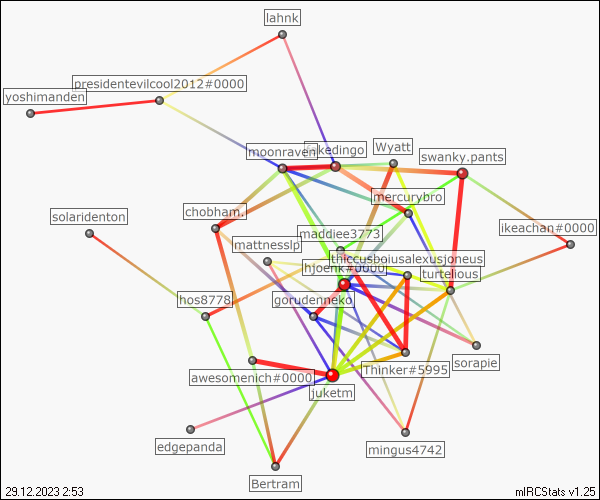 lahnk
presidentevilcool2012#0000
yoshimanden
Wyatt
moonraven
swanky.pants
mercurybro
chobham
solaridenton
ikeachan#0000
maddiee3773
mattnesslp
thiccusboiusalexusjoneus
hjoenk#0000
turtelious
hos8778
gorudenneko
sorapie
Thinker#5995
awesomenich#0000
juketm
edgepanda
mingus4742
Bertram
29.12.2023 2:53
mIRCStats v1.25